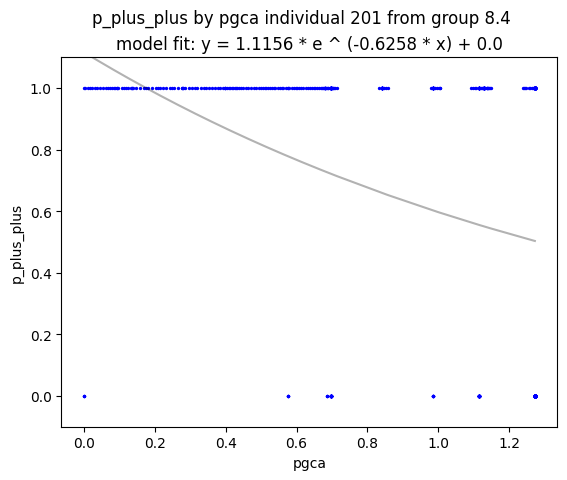 p_plus_plus by pgca individual 201 from group 8.4
model fit: y = 1.1156 * e ^ (-0.6258 * x) + 0.0
1.0
0.8
0.6
0.4
0.2
0.0
p_plus_plus
0.0 0.2 0.4 0.6 0.8 1.0 1.2
pgca